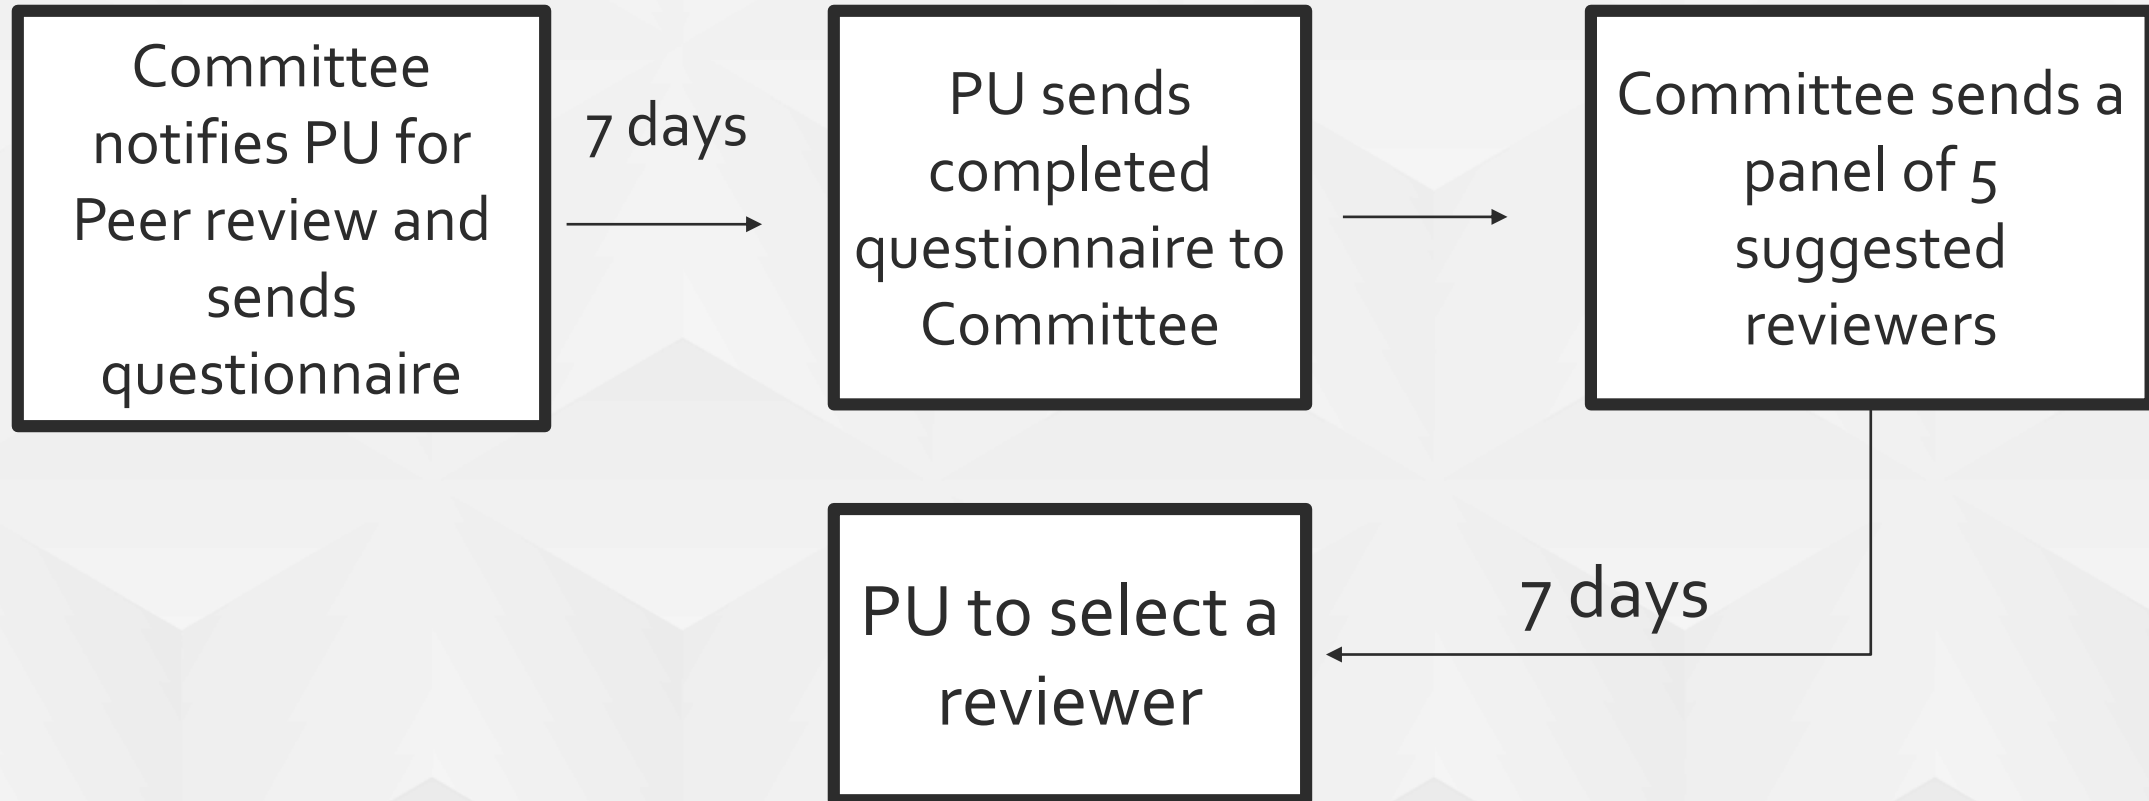 Committee
notifies PU for
Peer review and
sends
questionnaire
7 days
PU sends
completed
questionnaire to
Committee
Committee sends a
panel of 5
suggested
reviewers
7 days
PU to select a
reviewer